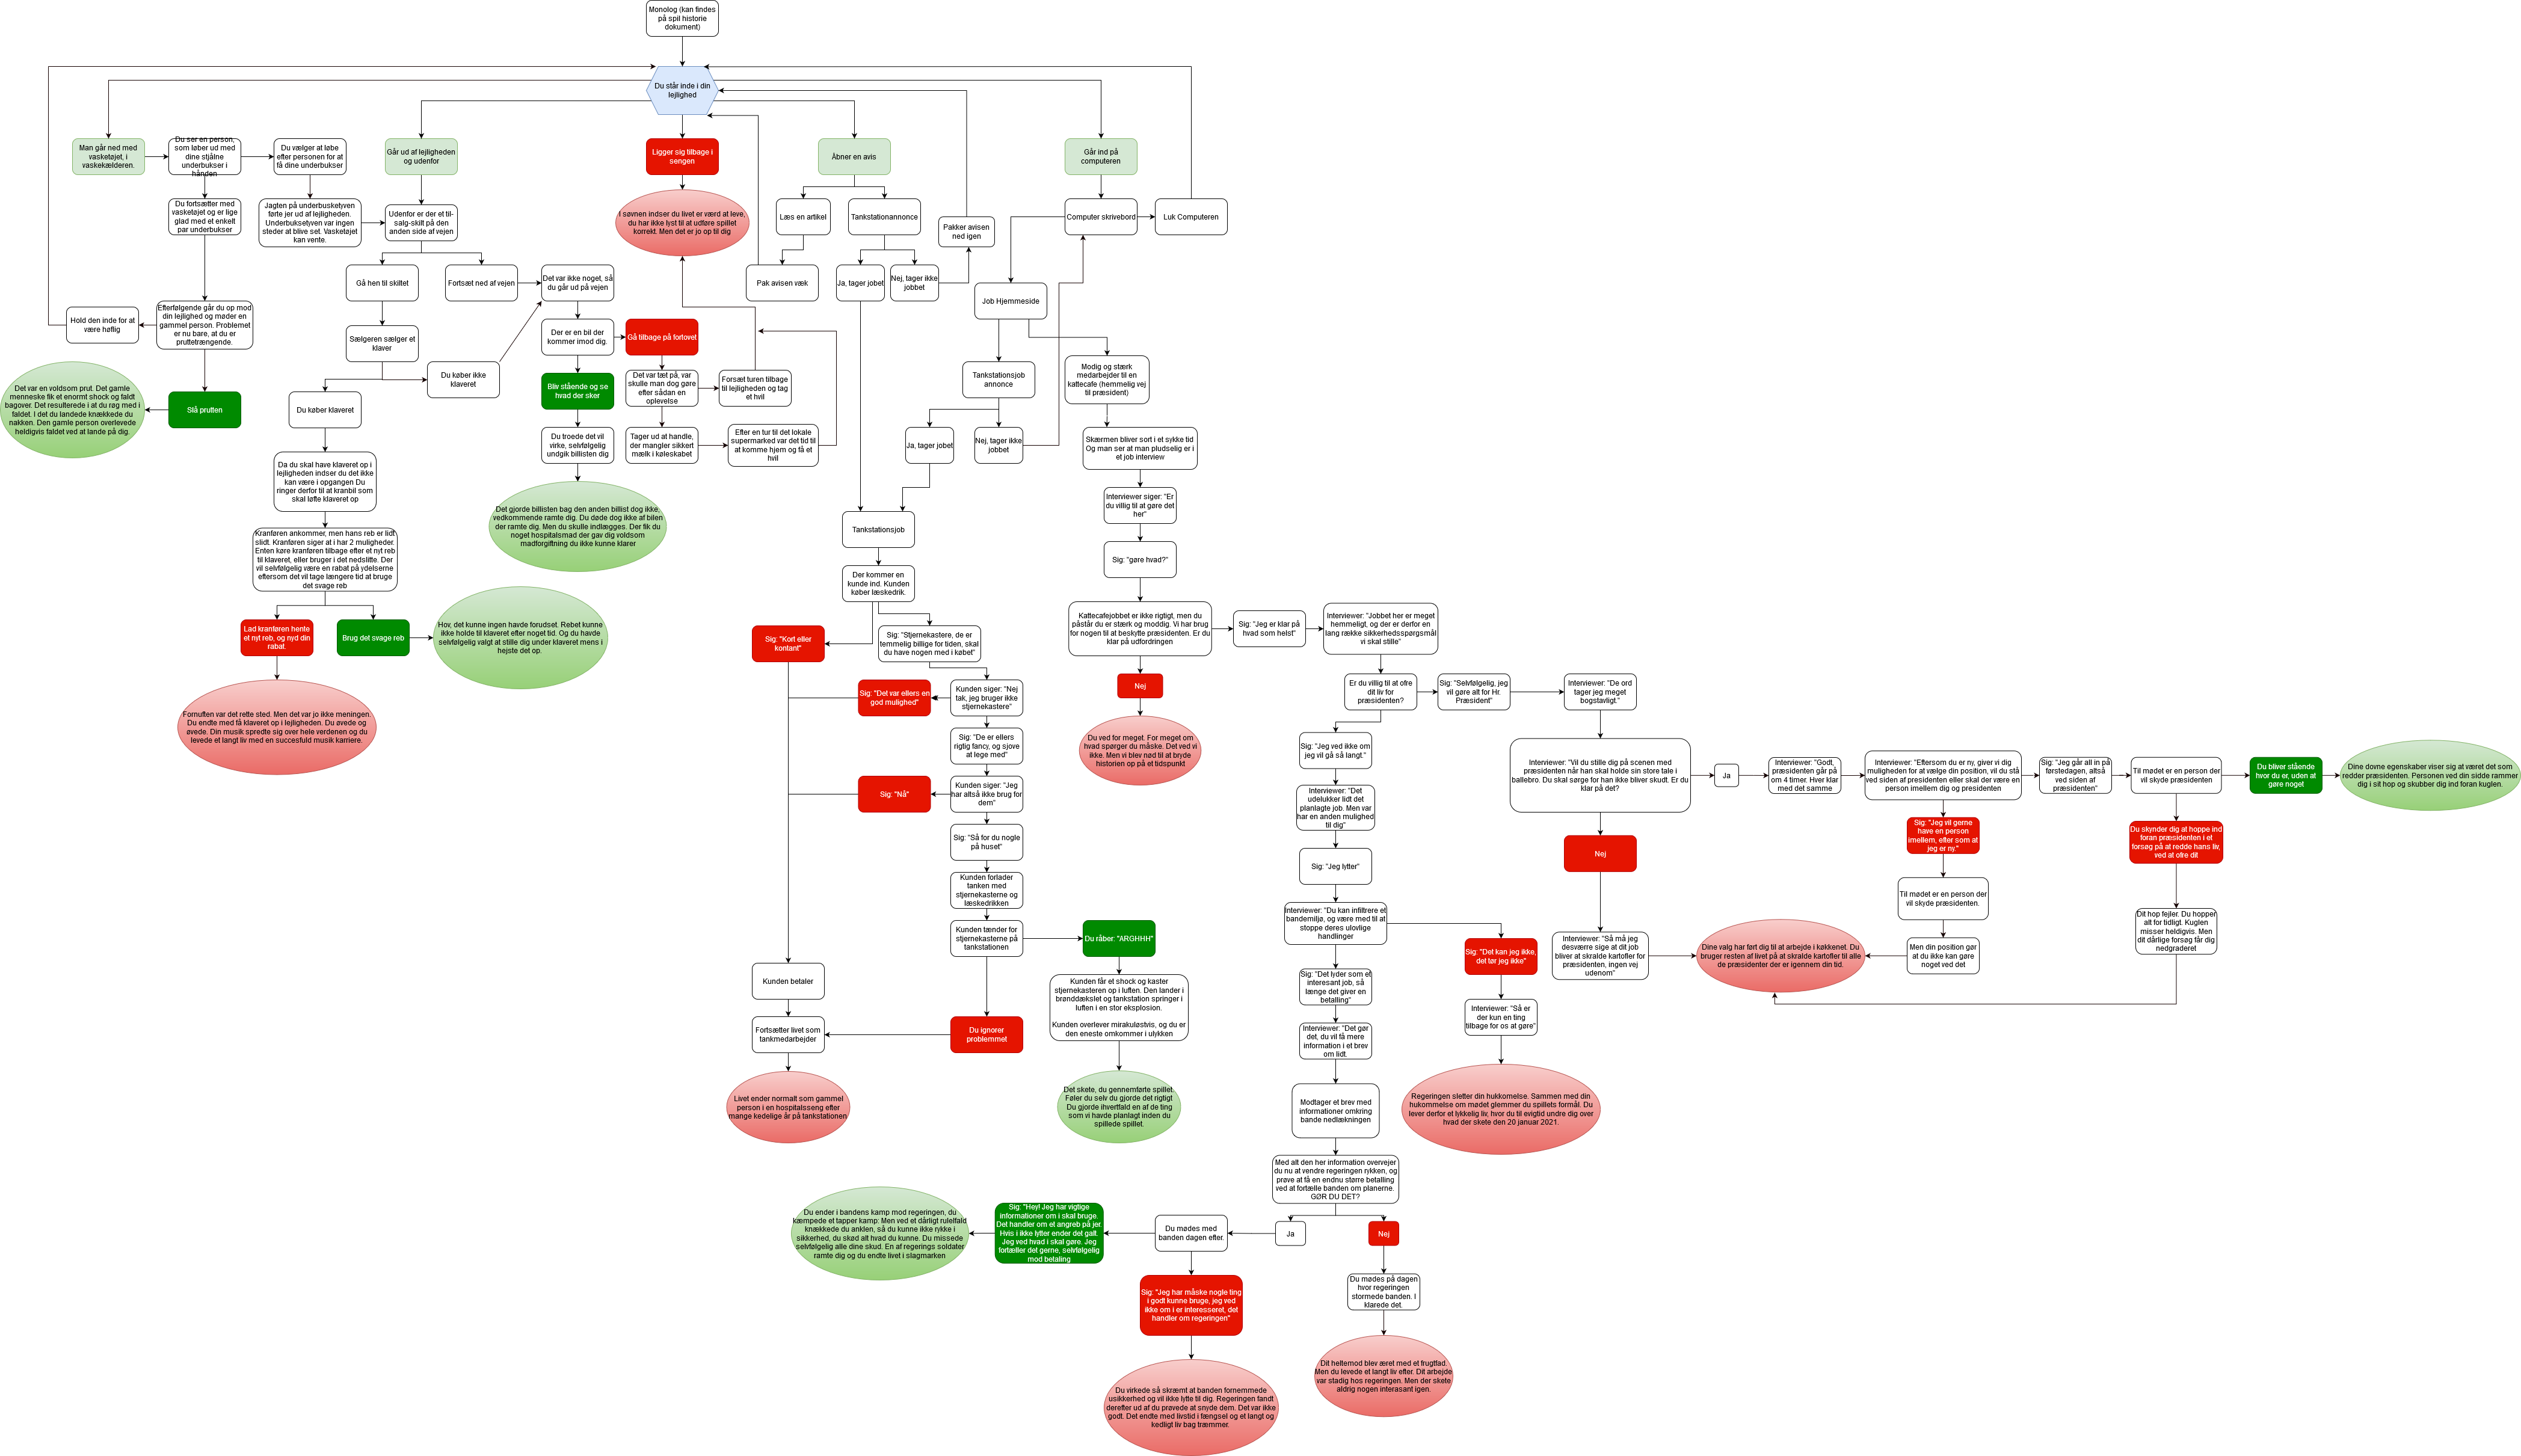 Monolog (kan findes
på spil historie
dokument)
Du står inde i din
lejlighed
Man går ned med
vasketøjet, i
vaskekælderen.
Du ser en person,
som løber ud med
dine stjålne
underbukser i
hånden
Du vælger at løbe
efter personen for at
få dine underbukser
Går ud af lejligheden
og udenfor
Ligger sig tilbage i
sengen
Åbner en avis
Går ind på
computeren
Du fortsætter med
vasketøjet og er lige
glad med et enkelt
par underbukser
Jagten på underbusketyven
førte jer ud af lejligheden.
Underbuksetyven var ingen
steder at blive set. Vasketøjet
kan vente.
Udenfor er der et til-
salg-skilt på den
anden side af vejen
I søvnen indser du livet er værd at leve,
du har ikke lyst til at udføre spillet
korrekt. Men det er jo op til dig
Læs en artikel
Tankstationannonce
Pakker avisen
ned igen
Computer skrivebord
Luk Computeren
Gå hen til skiltet
Fortsæt ned af vejen
Det var ikke noget, så
du går ud på vejen
Pak avisen væk
Ja, tager jobet
Nej, tager ikke
jobbet
Job Hjemmeside
Hold den inde for at
være høflig
Efterfølgende går du op mod
din lejlighed og møder en
gammel person. Problemet
er nu bare, at du er
pruttetrængende.
Sælgeren sælger et
klaver
Der er en bil der
kommer imod dig.
Gå tilbage på fortovet
Det var en voldsom prut. Det gamle
menneske fik et enormt shock og faldt
bagover. Det resulterede i at du røg med i
faldet. I det du landede knækkede du
nakken. Den gamle person overlevede
heldigvis faldet ved at lande på dig.
Slå prutten
Du køber klaveret
Du køber ikke
klaveret
Bliv stående og se
hvad der sker
Det var tæt på, var
skulle man dog gøre
efter sådan en
oplevelse
Forsæt turen tilbage
til lejligheden og tag
et hvil
Tankstationsjob
annonce
Modig og stærk
medarbejder til en
kattecafe (hemmelig vej
til præsident)
Du troede det vil
virke, selvfølgelig
undgik billisten dig
Tager ud at handle,
der mangler sikkert
mælk i køleskabet
Efter en tur til det lokale
supermarked var det tid til
at komme hjem og få et
hvil
Ja, tager jobet
Nej, tager ikke
jobbet
Skærmen bliver sort i et sykke tid
Og man ser at man pludselig er i
et job interview
Da du skal have klaveret op i
lejligheden indser du det ikke
kan være i opgangen Du
ringer derfor til at kranbil som
skal løfte klaveret op
Det gjorde billisten bag den anden billist dog ikke,
vedkommende ramte dig. Du døde dog ikke af bilen
der ramte dig. Men du skulle indlægges. Der fik du
noget hospitalsmad der gav dig voldsom
madforgiftning du ikke kunne klarer
Tankstationsjob
Interviewer siger: "Er
du villig til at gøre det
her"
Kranføren ankommer, men hans reb er lidt
slidt. Kranføren siger at i har 2 muligheder.
Enten køre kranføren tilbage efter et nyt reb
til klaveret, eller bruger i det nedslitte. Der
vil selvfølgelig være en rabat på ydelserne
eftersom det vil tage længere tid at bruge
det svage reb
Der kommer en
kunde ind. Kunden
køber læskedrik.
Sig: "gøre hvad?"
Lad kranføren hente
et nyt reb, og nyd din
rabat.
Brug det svage reb
Hov, det kunne ingen havde forudset. Rebet kunne
ikke holde til klaveret efter noget tid. Og du havde
selvfølgelig valgt at stille dig under klaveret mens i
hejste det op.
Sig: "Kort eller
kontant"
Sig: "Stjernekastere, de er
temmelig billige for tiden, skal
du have nogen med i købet"
Kattecafejobbet er ikke rigtigt, men du
påstår du er stærk og moddig. Vi har brug
for nogen til at beskytte præsidenten. Er du
klar på udfordringen
Sig: "Jeg er klar på
hvad som helst"
Interviewer: "Jobbet her er meget
hemmeligt, og der er derfor en
lang række sikkerhedsspørgsmål
vi skal stille"
Fornuften var det rette sted. Men det var jo ikke meningen.
Du endte med få klaveret op i lejligheden. Du øvede og
øvede. Din musik spredte sig over hele verdenen og du
levede et langt liv med en succesfuld musik karriere.
Sig: "Det var ellers en
god mulighed"
Kunden siger: "Nej
tak, jeg bruger ikke
stjernekastere"
Nej
Er du villig til at ofre
dit liv for
præsidenten?
Sig: "Selvfølgelig, jeg
vil gøre alt for Hr.
Præsident"
Interviewer: "De ord
tager jeg meget
bogstavligt."
Sig: "De er ellers
rigtig fancy, og sjove
at lege med"
Du ved for meget. For meget om
hvad spørger du måske. Det ved vi
ikke. Men vi blev nød til at bryde
historien op på et tidspunkt
Sig: "Jeg ved ikke om
jeg vil gå så langt."
Interviewer: "Vil du stille dig på scenen med
præsidenten når han skal holde sin store tale i
ballebro. Du skal sørge for han ikke bliver skudt. Er du
klar på det?
Ja
Interviewer: "Godt,
præsidenten går på
om 4 timer. Hver klar
med det samme
Interviewer: "Eftersom du er ny, giver vi dig
muligheden for at vælge din position, vil du stå
ved siden af presidenten eller skal der være en
person imellem dig og presidenten
Sig: "Jeg går all in på
førstedagen, altså
ved siden af
præsidenten"
Til mødet er en person der
vil skyde præsidenten
Du bliver stående
hvor du er, uden at
gøre noget
Dine dovne egenskaber viser sig at været det som
redder præsidenten. Personen ved din sidde rammer
dig i sit hop og skubber dig ind foran kuglen.
Sig: "Nå"
Kunden siger: "Jeg
har altså ikke brug for
dem"
Interviewer: "Det
udelukker lidt det
planlagte job. Men var
har en anden mulighed
til dig"
Sig: "Så for du nogle
på huset"
Sig: "Jeg lytter"
Nej
Sig: "Jeg vil gerne
have en person
imellem, efter som at
jeg er ny."
Du skynder dig at hoppe ind
foran præsidenten i et
forsøg på at redde hans liv,
ved at ofre dit
Kunden forlader
tanken med
stjernekasterne og
læskedrikken
Interviewer: "Du kan infiltrere et
bandemiljø, og være med til at
stoppe deres ulovlige
handlinger
Til mødet er en person der
vil skyde præsidenten.
Kunden tænder for
stjernekasterne på
tankstationen
Du råber: "ARGHHH"
Sig: "Det kan jeg ikke,
det tør jeg ikke"
Interviewer: "Så må jeg
desværre sige at dit job
bliver at skralde kartofler for
præsidenten, ingen vej
udenom"
Dine valg har ført dig til at arbejde i køkkenet. Du
bruger resten af livet på at skralde kartofler til alle
de præsidenter der er igennem din tid.
Men din position gør
at du ikke kan gøre
noget ved det
Dit hop fejler. Du hopper
alt for tidligt. Kuglen
misser heldigvis. Men
dit dårlige forsøg får dig
nedgraderet
Kunden betaler
Kunden får et shock og kaster
stjernekasteren op i luften. Den lander i
brønddækslet og tankstation springer i
luften i en stor eksplosion.
Kunden overlever mirakuløstvis, og du er
den eneste omkommer i ulykken
Sig: "Det lyder som et
interesant job, så
længe det giver en
betalling"
Interviewer: "Så er
der kun en ting
tilbage for os at gøre"
Fortsætter livet som
tankmedarbejder
Du ignorer
problemmet
Interviewer: "Det gør
det, du vil få mere
information i et brev
om lidt.
Livet ender normalt som gammel
person i en hospitalsseng efter
mange kedelige år på tankstationen
Det skete, du gennemførte spillet.
Føler du selv du gjorde det rigtigt
Du gjorde ihvertfald en af de ting
som vi havde planlagt inden du
spillede spillet.
Modtager et brev med
informationer omkring
bande nedlækningen
Regeringen sletter din hukkomelse. Sammen med din
hukommelse om mødet glemmer du spillets formål. Du
lever derfor et lykkelig liv, hvor du til evigtid undre dig over
hvad der skete den 20 januar 2021.
Med alt den her information overvejer
du nu at vendre regeringen rykken, og
prøve at få en endnu større betalling
ved at fortælle banden om planerne.
GØR DU DET?
Du ender i bandens kamp mod regeringen, du
kæmpede et tapper kamp: Men ved et dårligt rulelfald
knækkede du anklen, så du kunne ikke rykke i
sikkerhed, du skød alt hvad du kunne. Du missede
selvfølgelig alle dine skud. En af regerings soldater
ramte dig og du endte livet i slagmarken
Sig: "Hey! Jeg har vigtige
informationer om i skal bruge.
Det handler om et angreb på jer.
Hvis i ikke lytter ender det galt.
Jeg ved hvad i skal gøre. Jeg
fortæller det gerne, selvfølgelig
mod betaling
Du mødes med
banden dagen efter.
Ja
Nej
Sig: "Jeg har måske nogle ting
i godt kunne bruge, jeg ved
ikke om i er interesseret, det
handler om regeringen"
Du mødes på dagen
hvor regeringen
stormede banden. I
klarede det.
Dit heltemod blev æret med et frugtfad.
Men du levede et langt liv efter. Dit arbejde
var stadig hos regeringen. Men der skete
aldrig nogen interasant igen.
Du virkede så skræmt at banden fornemmede
usikkerhed og vil ikke lytte til dig. Regeringen fandt
derefter ud af du prøvede at snyde dem. Det var ikke
godt. Det endte med livstid i fængsel og et langt og
kedligt liv bag træmmer.